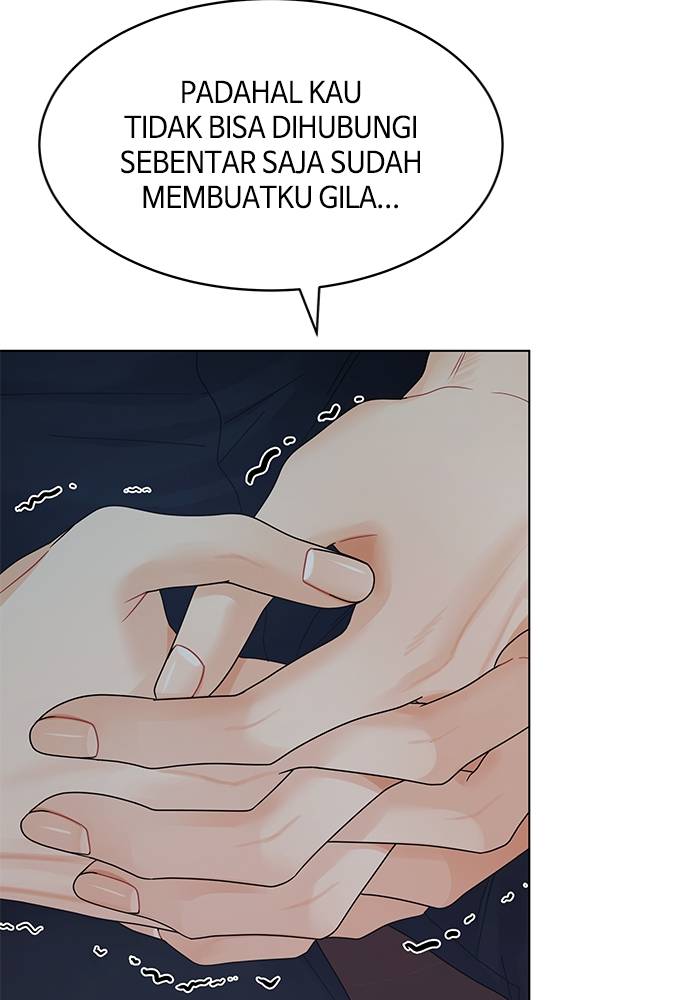 PADAHAL KAU
TIDAK BISA DIHUBUNGI
SEBENTAR SAJA SUDAH
MEMBUATKU GILA...